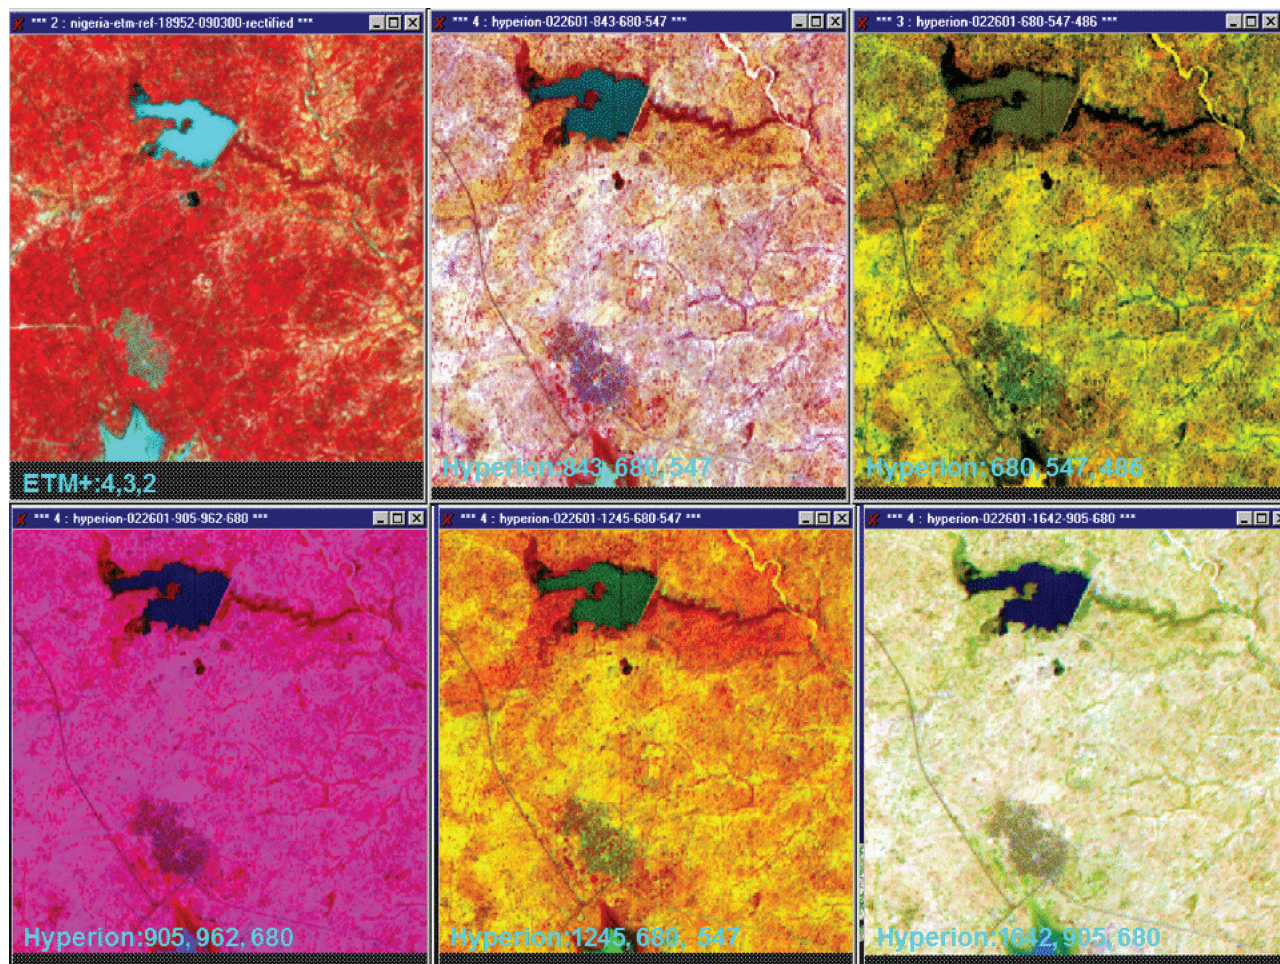 *** 2 : nigeria-etm-ref-18952-090300-rectified ***
*** 4 : hyperion-022601-843-680-547 ***
*** 3 : hyperion-022601-680-547-486 ***
ETM+:4,3,2
Hyperion:843,680,547
Hyperion:680,547,486
*** 4 : hyperion-022601-905-962-680 ***
*** 4 : hyperion-022601-1245-680-547 ***
*** 4 : hyperion-022601-1642-905-680 ***
Hyperion:905,962,680
Hyperion:1245,680, 547
Hyperion:1642,905,680